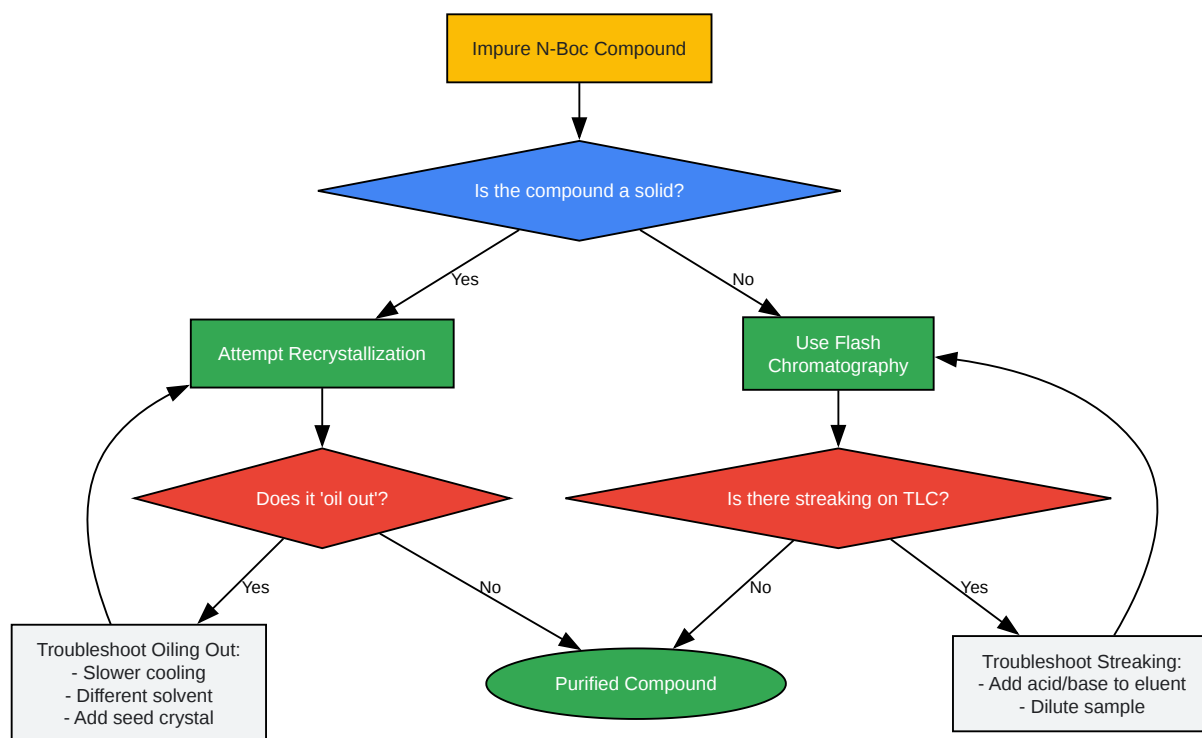 Impure N-Boc Compound
Is the compound a solid?
Yes
No
Attempt Recrystallization
Use Flash
Chromatography
Does it 'oil out'?
Is there streaking on TLC?
Yes
No
No
Yes
Troubleshoot Oiling Out:
- Slower cooling
- Different solvent
- Add seed crystal
Purified Compound
Troubleshoot Streaking:
- Add acid/base to eluent
- Dilute sample